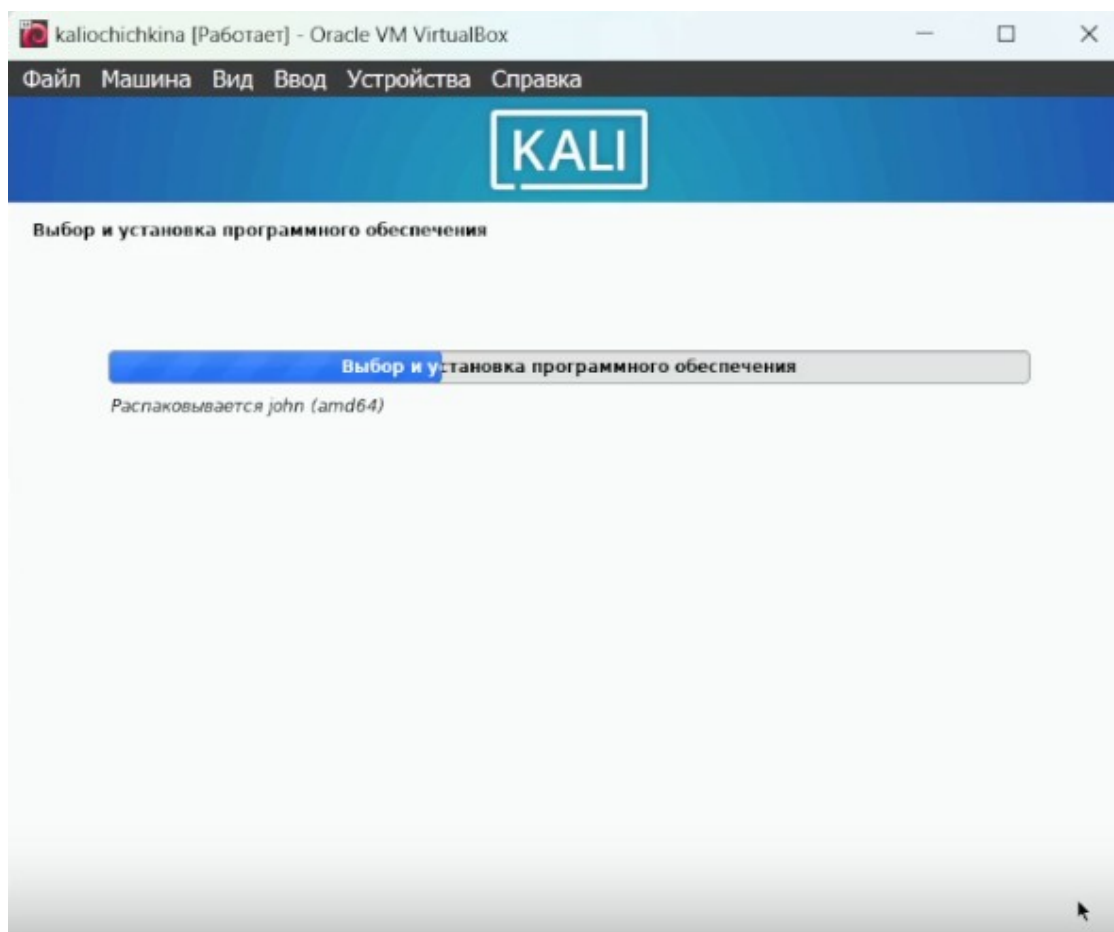 kaliochichkina [Работает] - Oracle VM VirtualBox
Файл Машина Вид Ввод Устройства Справка
KALI
Выбор и установка программного обеспечения
Выбор и установка программного обеспечения
Распаковывается john (amd64)